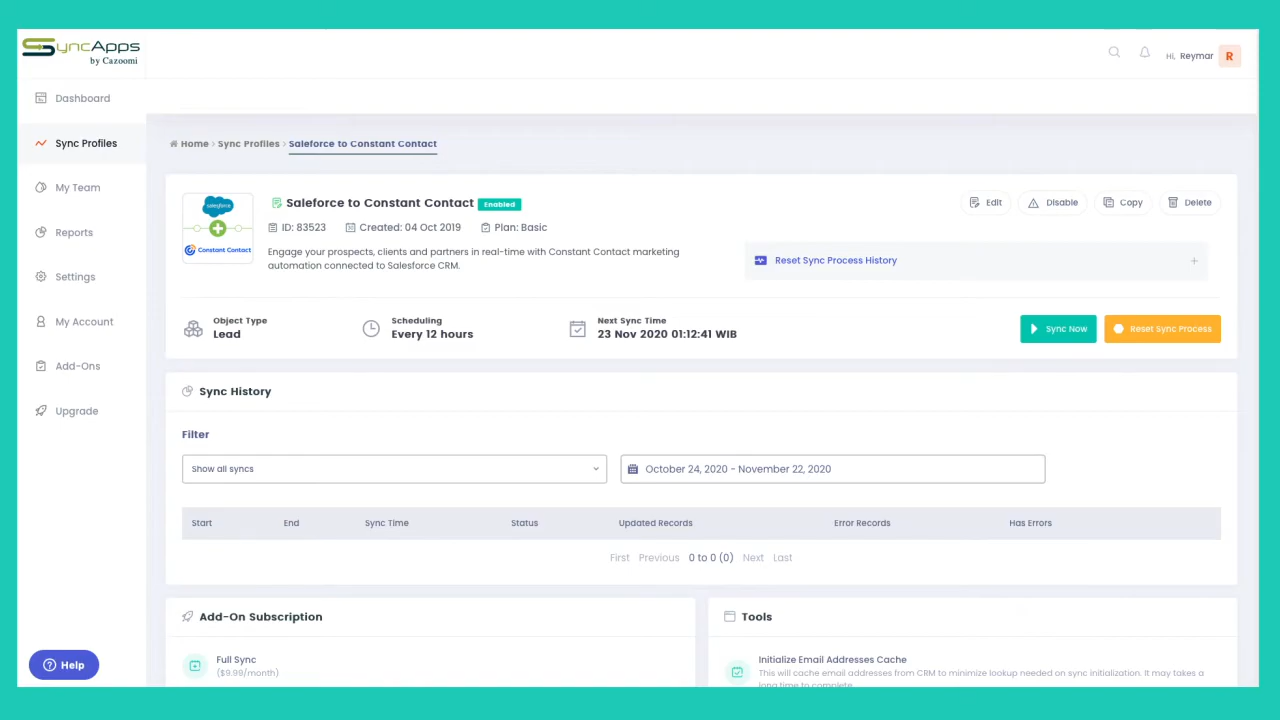 SyncApps
by Cazoomi
Hi, Reymar R
Dashboard
Sync Profiles
My Team
Reports
Settings
My Account
Add-Ons
Upgrade
Help
Home › Sync Profiles › Saleforce to Constant Contact
salesforce
Constant Contact
Saleforce to Constant Contact Enabled
ID: 83523 Created: 04 Oct 2019 Plan: Basic
Engage your prospects, clients and partners in real-time with Constant Contact marketing
automation connected to Salesforce CRM.
Edit Disable Copy Delete
Reset Sync Process History +
Object Type
Lead
Scheduling
Every 12 hours
Next Sync Time
23 Nov 2020 01:12:41 WIB
Sync Now Reset Sync Process
Sync History
Filter
Show all syncs
October 24, 2020 - November 22, 2020
Start End Sync Time Status Updated Records Error Records Has Errors
First Previous 0 to 0 (0) Next Last
Add-On Subscription
Full Sync
($9.99/month)
Tools
Initialize Email Addresses Cache
This will cache email addresses from CRM to minimize lookup needed on sync initialization. It may takes a
long time to complete.